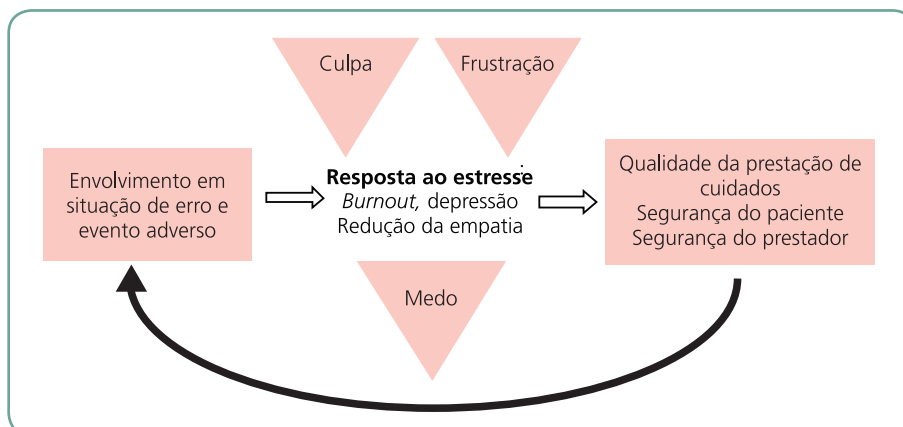 Culpa
Frustração
Envolvimento em
situação de erro e
evento adverso
Resposta ao estresse
Burnout, depressão
Redução da empatia
Qualidade da prestação de
cuidados
Segurança do paciente
Segurança do prestador
Medo